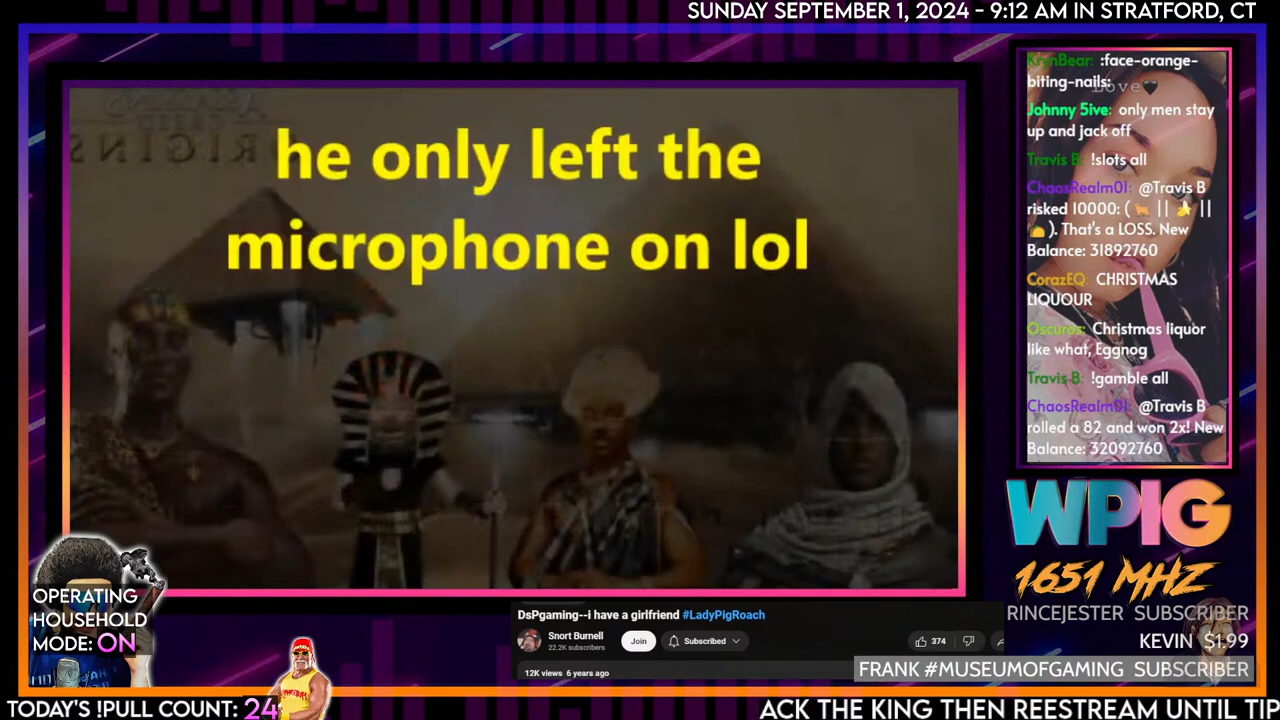 SUNDAY SEPTEMBER 1, 2024 - 9:12 AM IN STRATFORD, CT
ORIGINS
he only left the
microphone on lol
KrynBear: :face-orange-
biting-nails:
Love🖤
Johnny 5ive: only men stay
up and jack off
Travis B: !slots all
ChaosRealm01: @Travis B
risked 10000: ( 🐕 || 🍌 ||
🌮 ). That's a LOSS. New
Balance: 31892760
CorazEQ: CHRISTMAS
LIQUOUR
Oscuros: Christmas liquor
like what, Eggnog
Travis B: !gamble all
ChaosRealm01: @Travis B
rolled a 82 and won 2x! New
Balance: 32092760
WPIG
1651 MHZ
RINCEJESTER SUBSCRIBER
KEVIN $1.99
FRANK #MUSEUMOFGAMING SUBSCRIBER
OPERATING
HOUSEHOLD
MODE: ON
DsPgaming--i have a girlfriend #LadyPigRoach
Snort Burnell
22.2K subscribers
Join
Subscribed
374
12K views 6 years ago
TODAY'S !PULL COUNT: 24
ACK THE KING THEN REESTREAM UNTIL TIP